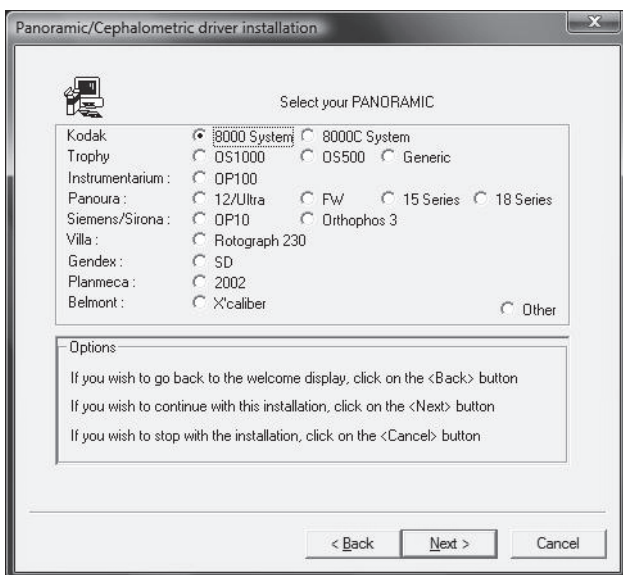 Panoramic/Cephalometric driver installation
Select your PANORAMIC
Kodak 8000 System 8000C System
Trophy OS1000 OS500 Generic
Instrumentarium : OP100
Panoura : 12/Ultra FW 15 Series 18 Series
Siemens/Sirona : OP10 Orthophos 3
Villa : Rotograph 230
Gendex : SD
Planmeca : 2002
Belmont : X'caliber Other
Options
If you wish to go back to the welcome display, click on the <Back> button
If you wish to continue with this installation, click on the <Next> button
If you wish to stop with the installation, click on the <Cancel> button
< Back Next > Cancel